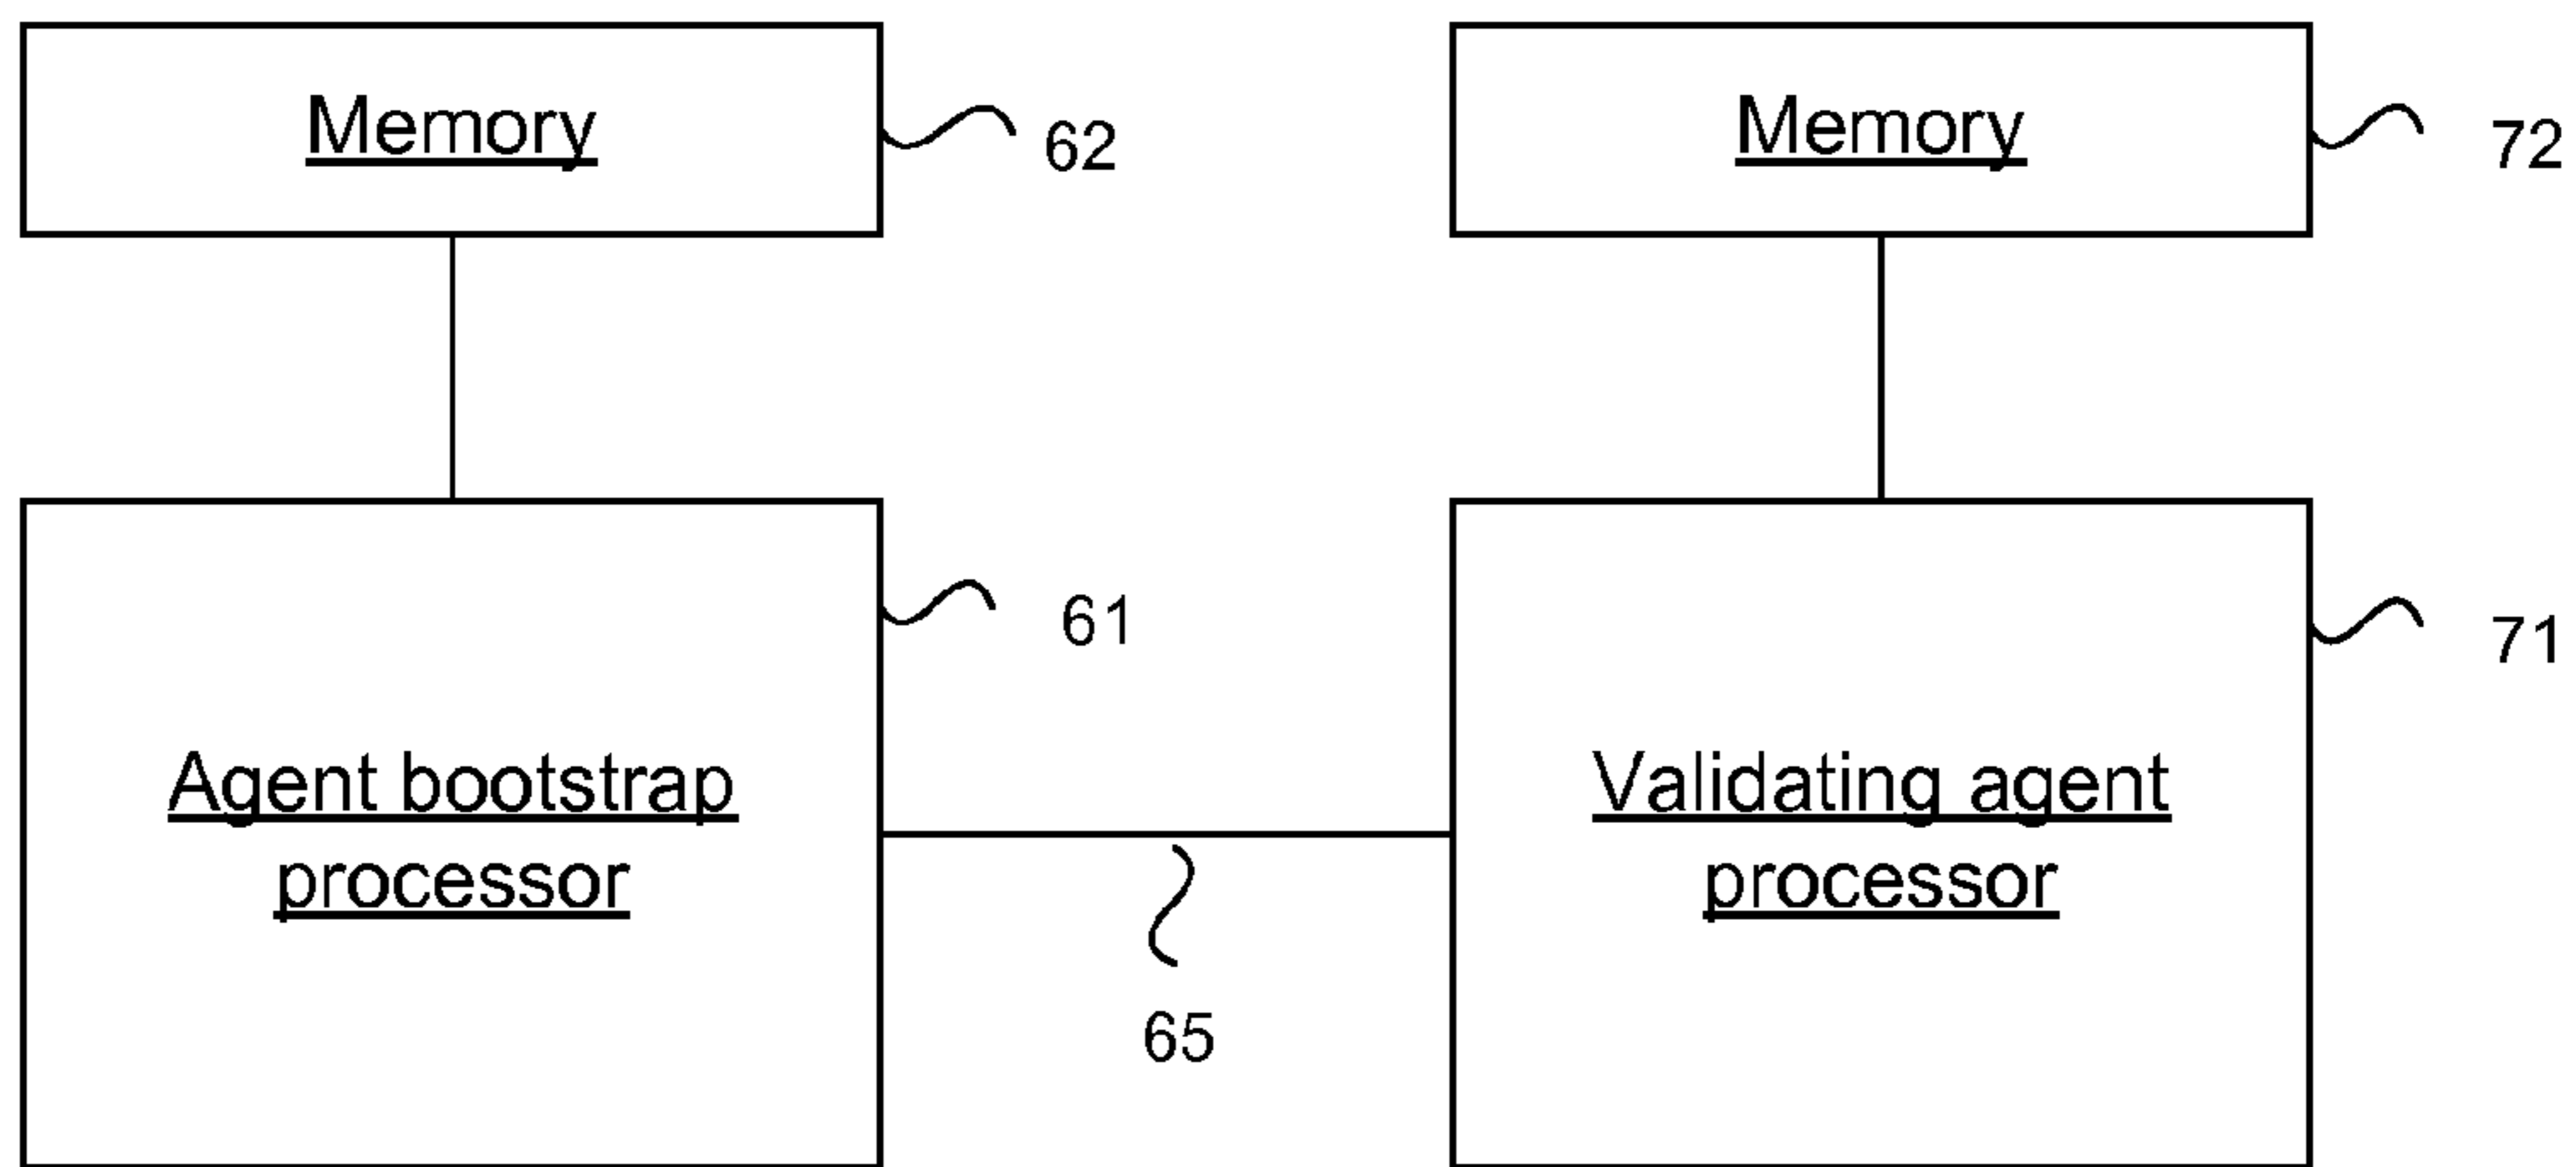 Memory
62
Memory
72
61
71
Agent bootstrap
processor
Validating agent
processor
65